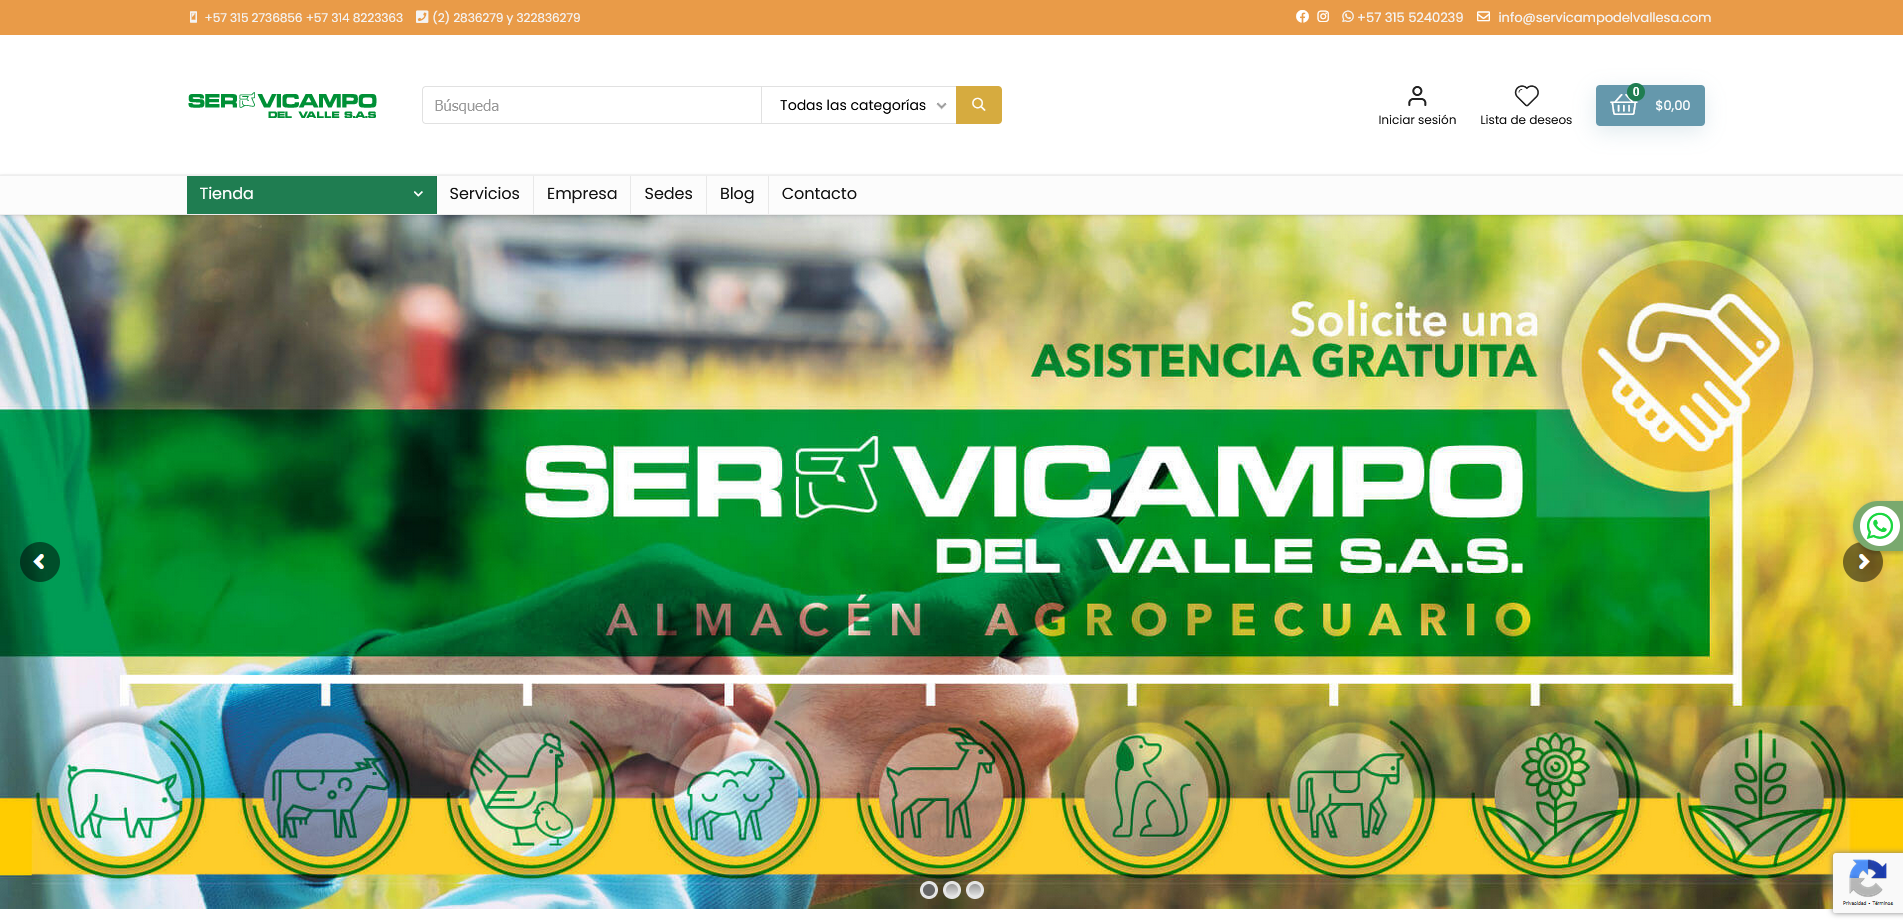 +57 315 2736856 +57 314 8223363 (2) 2836279 y 322836279
+57 315 5240239 info@servicampodelvallesa.com
SERVICAMPO
DEL VALLE S.A.S
Búsqueda
Todas las categorías
Iniciar sesión
Lista de deseos
0
$0,00
Tienda
Servicios
Empresa
Sedes
Blog
Contacto
Solicite una
ASISTENCIA GRATUITA
SERVICAMPO
DEL VALLE S.A.S.
ALMACÉN AGROPECUARIO
Privacidad • Términos